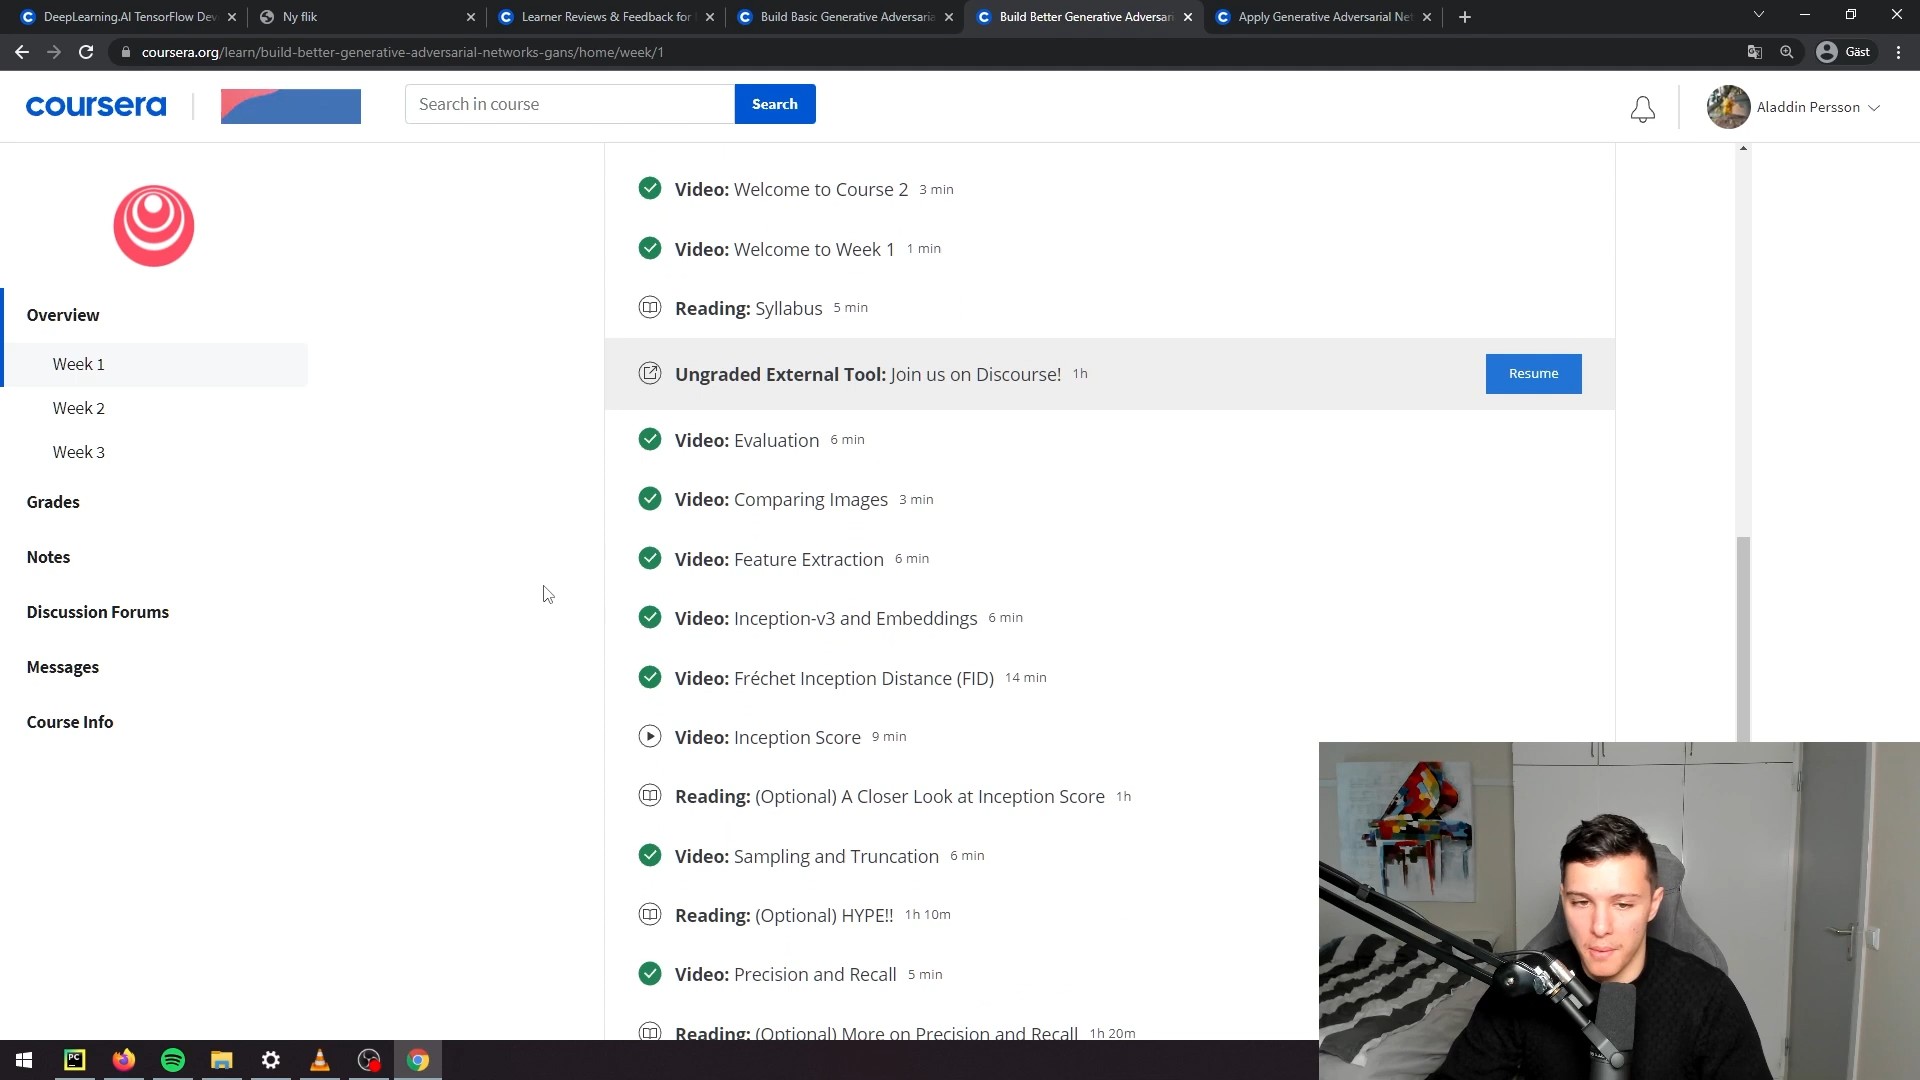 DeepLearning.AI TensorFlow Dev
Ny flik
Learner Reviews & Feedback for
Build Basic Generative Adversaria
Build Better Generative Adversari
Apply Generative Adversarial Net
coursera.org/learn/build-better-generative-adversarial-networks-gans/home/week/1
Gäst
coursera
Search in course
Search
Aladdin Persson
Overview
Week 1
Week 2
Week 3
Grades
Notes
Discussion Forums
Messages
Course Info
Video: Welcome to Course 2 3 min
Video: Welcome to Week 1 1 min
Reading: Syllabus 5 min
Ungraded External Tool: Join us on Discourse! 1h
Resume
Video: Evaluation 6 min
Video: Comparing Images 3 min
Video: Feature Extraction 6 min
Video: Inception-v3 and Embeddings 6 min
Video: Fréchet Inception Distance (FID) 14 min
Video: Inception Score 9 min
Reading: (Optional) A Closer Look at Inception Score 1h
Video: Sampling and Truncation 6 min
Reading: (Optional) HYPE!! 1h 10m
Video: Precision and Recall 5 min
Reading: (Optional) More on Precision and Recall 1h 20m
PC